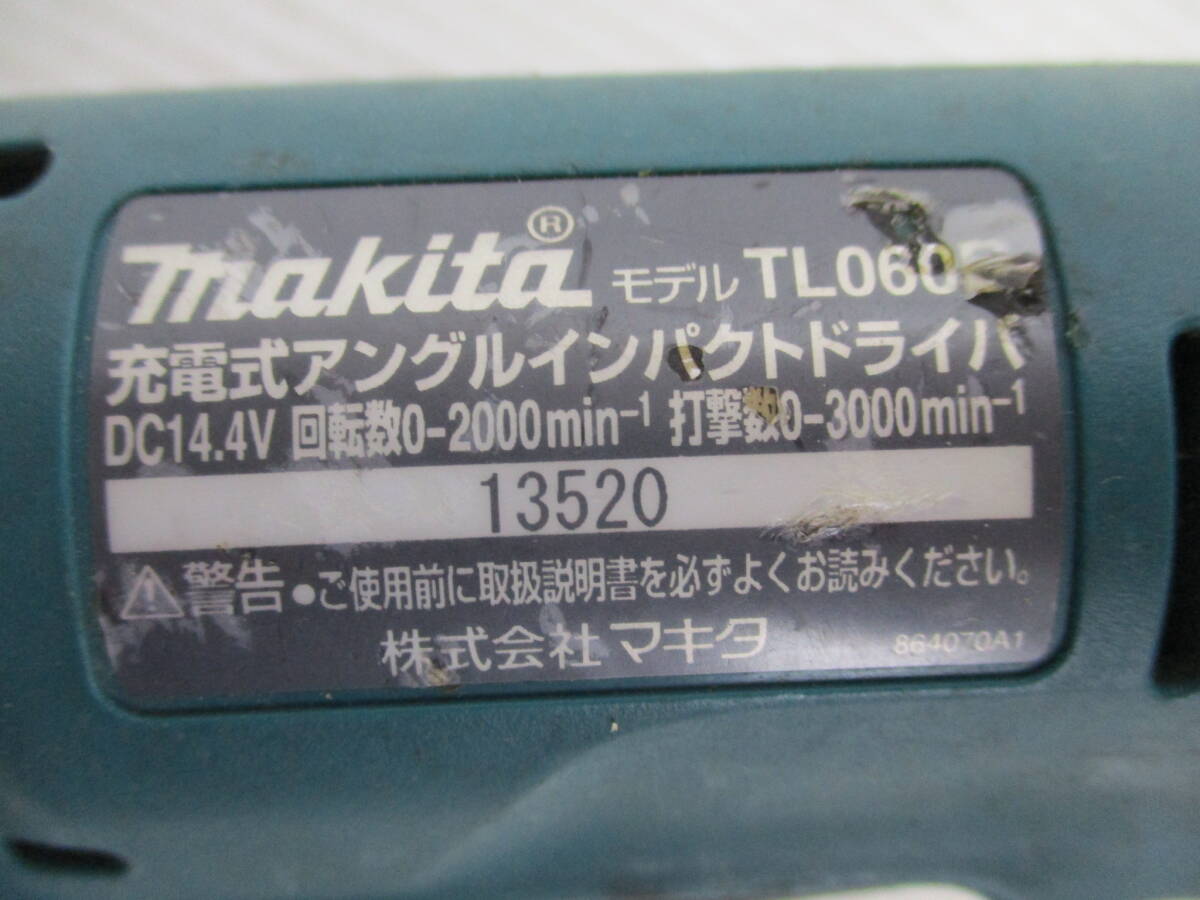 makita® モデル TL060
充電式アングルインパクトドライバ
DC14.4V 回転数0-2000min⁻¹ 打撃数0-3000min⁻¹
13520
⚠警告 ●ご使用前に取扱説明書を必ずよくお読みください。
株式会社マキタ 864070A1